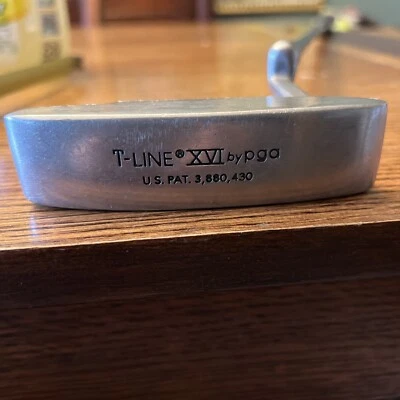 T-LINE® XVI by pga
U.S. PAT. 3,880,430